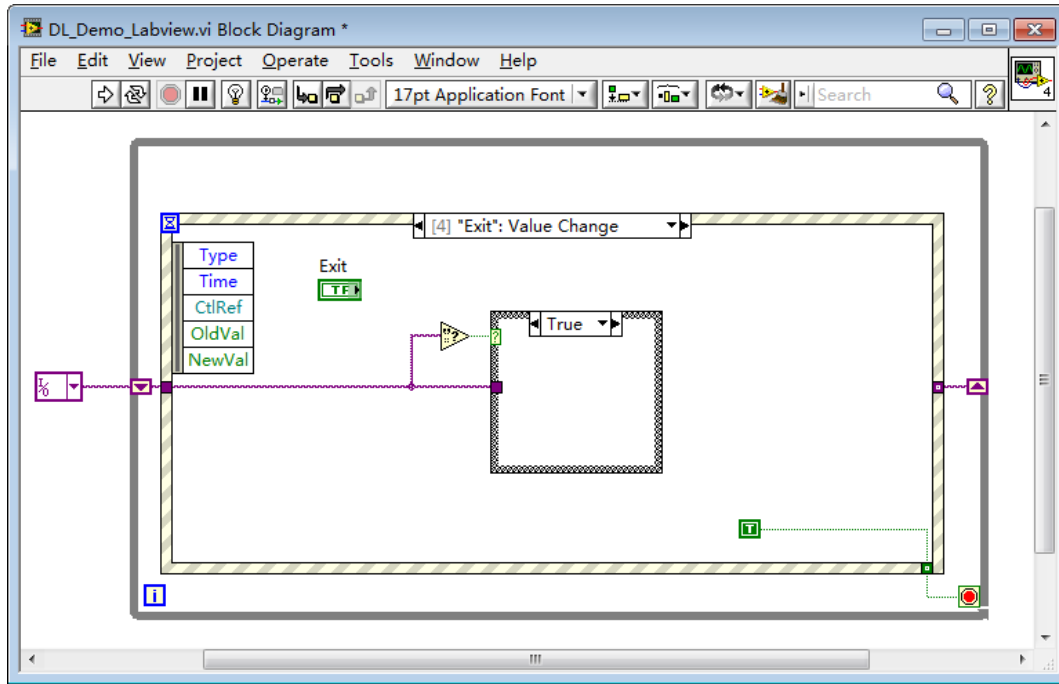 DL_Demo_Labview.vi Block Diagram *
File Edit View Project Operate Tools Window Help
17pt Application Font
Search
4
[4] "Exit": Value Change
Type
Time
CtlRef
OldVal
NewVal
Exit
TF
I/O
?
True
?
T
i